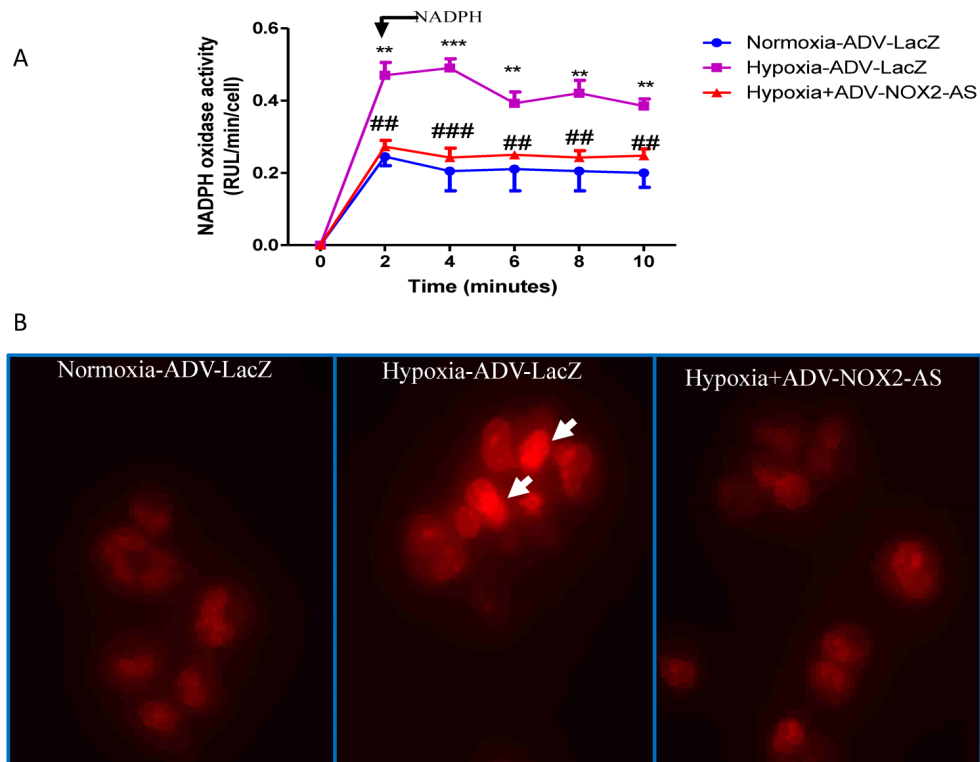 A
NADPH
NADPH oxidase activity
(RUL/min/cell)
0.6
0.4
0.2
0.0
** *** ** ** **
## ### ## ## ##
0 2 4 6 8 10
Time (minutes)
Normoxia-ADV-LacZ
Hypoxia-ADV-LacZ
Hypoxia+ADV-NOX2-AS
B
Normoxia-ADV-LacZ
Hypoxia-ADV-LacZ
Hypoxia+ADV-NOX2-AS